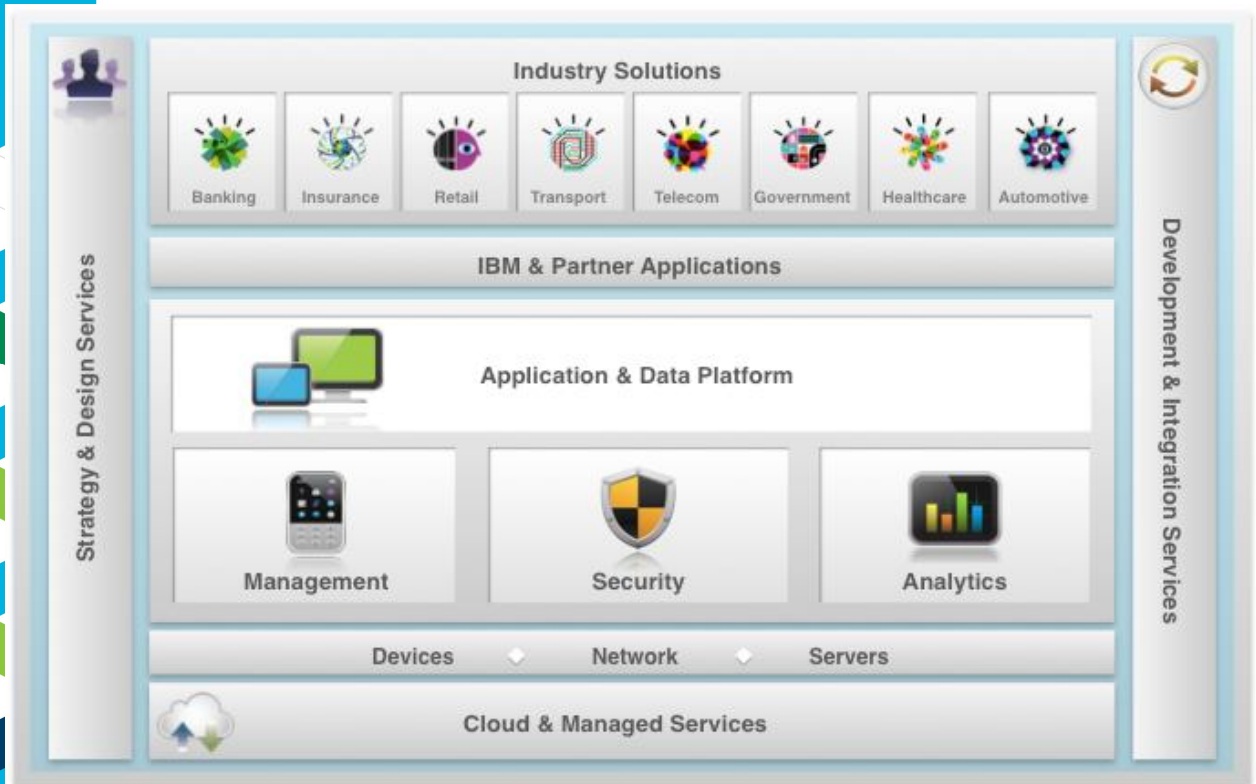 Strategy & Design Services
Industry Solutions
Banking
Insurance
Retail
Transport
Telecom
Government
Healthcare
Automotive
IBM & Partner Applications
Application & Data Platform
Management
Security
Analytics
Devices Network Servers
Cloud & Managed Services
Development & Integration Services